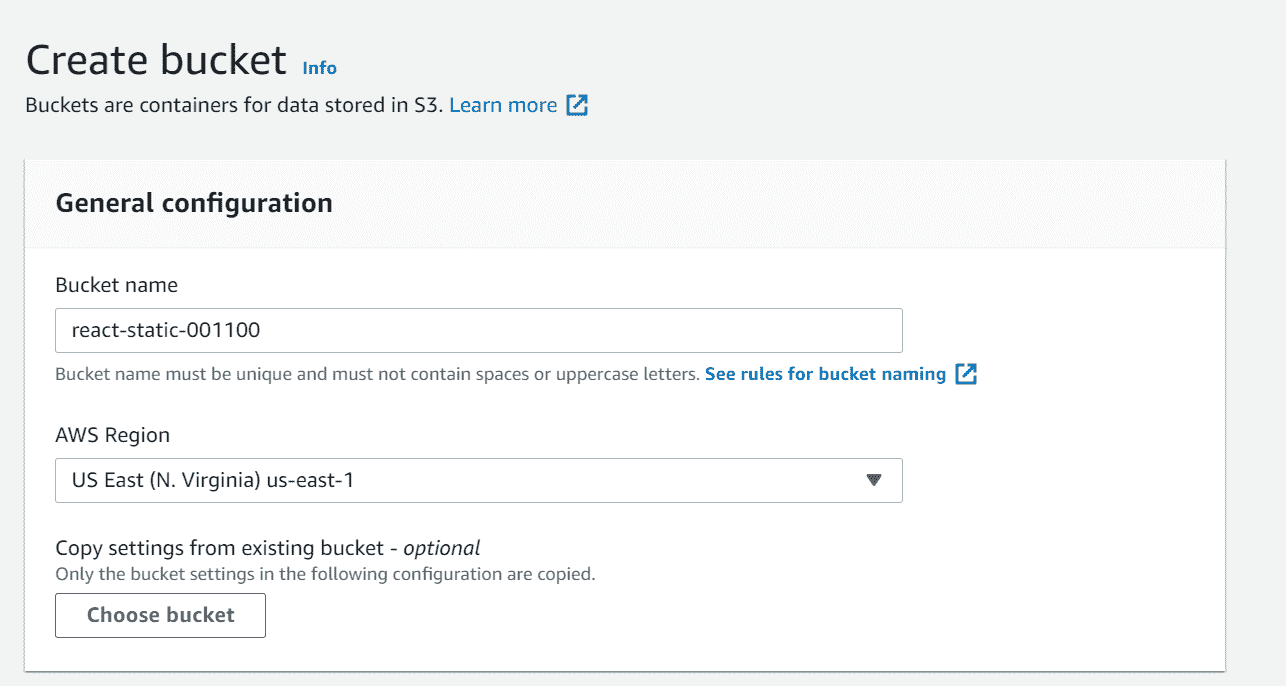 Create bucket Info
Buckets are containers for data stored in S3. Learn more
General configuration
Bucket name
react-static-001100
Bucket name must be unique and must not contain spaces or uppercase letters. See rules for bucket naming
AWS Region
US East (N. Virginia) us-east-1
Copy settings from existing bucket - optional
Only the bucket settings in the following configuration are copied.
Choose bucket